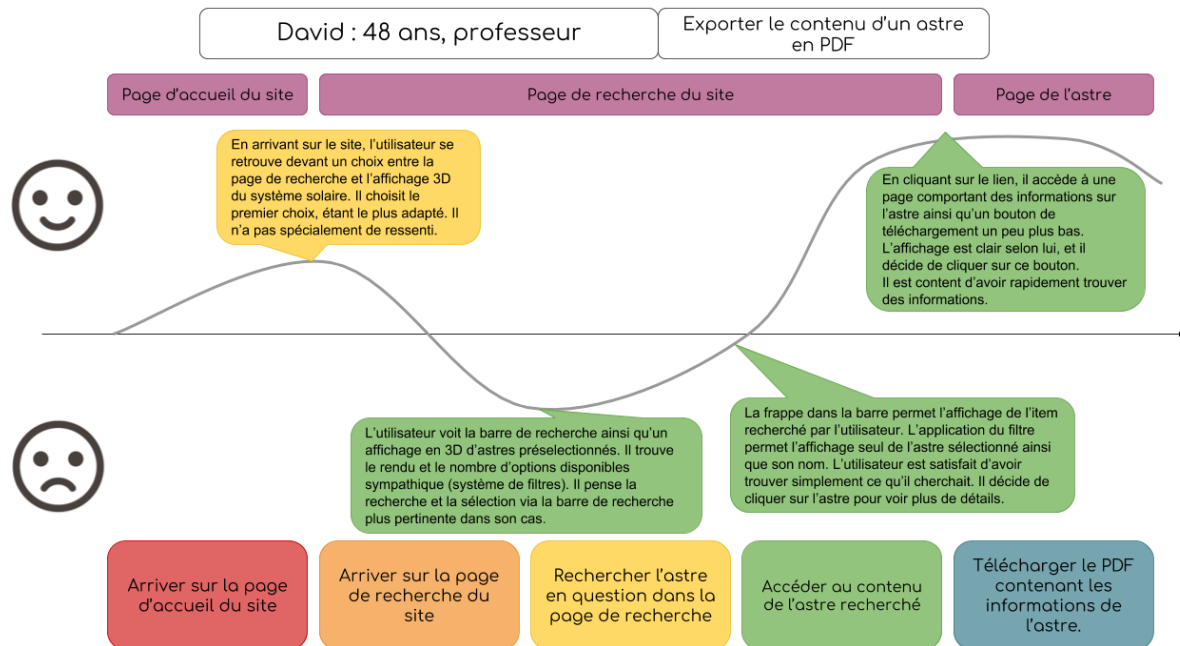 David : 48 ans, professeur
Exporter le contenu d'un astre
en PDF
Page d'accueil du site
Page de recherche du site
Page de l'astre
En arrivant sur le site, l'utilisateur se
retrouve devant un choix entre la
page de recherche et l'affichage 3D
du système solaire. Il choisit le
premier choix, étant le plus adapté. Il
n'a pas spécialement de ressenti.
En cliquant sur le lien, il accède à une
page comportant des informations sur
l'astre ainsi qu'un bouton de
téléchargement un peu plus bas.
L'affichage est clair selon lui, et il
décide de cliquer sur ce bouton.
Il est content d'avoir rapidement trouver
des informations.
L'utilisateur voit la barre de recherche ainsi qu'un
affichage en 3D d'astres préselectionnés. Il trouve
le rendu et le nombre d'options disponibles
sympathique (système de filtres). Il pense la
recherche et la sélection via la barre de recherche
plus pertinente dans son cas.
La frappe dans la barre permet l'affichage de l'item
recherché par l'utilisateur. L'application du filtre
permet l'affichage seul de l'astre sélectionné ainsi
que son nom. L'utilisateur est satisfait d'avoir
trouver simplement ce qu'il cherchait. Il décide de
cliquer sur l'astre pour voir plus de détails.
Arriver sur la page
d'accueil du site
Arriver sur la page
de recherche du
site
Rechercher l'astre
en question dans la
page de recherche
Accéder au contenu
de l'astre recherché
Télécharger le PDF
contenant les
informations de
l'astre.